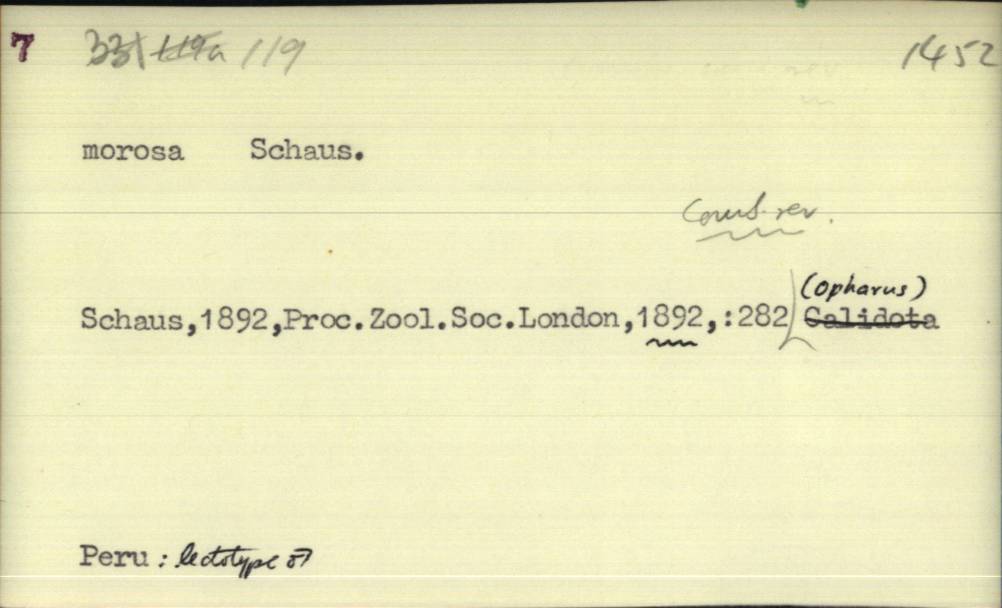 7 331 119a 119 1452
morosa Schaus.
Comb. rev.
(Opharus)
Schaus,1892,Proc.Zool.Soc.London,1892,:282 Calidota
Peru : lectotype ♂